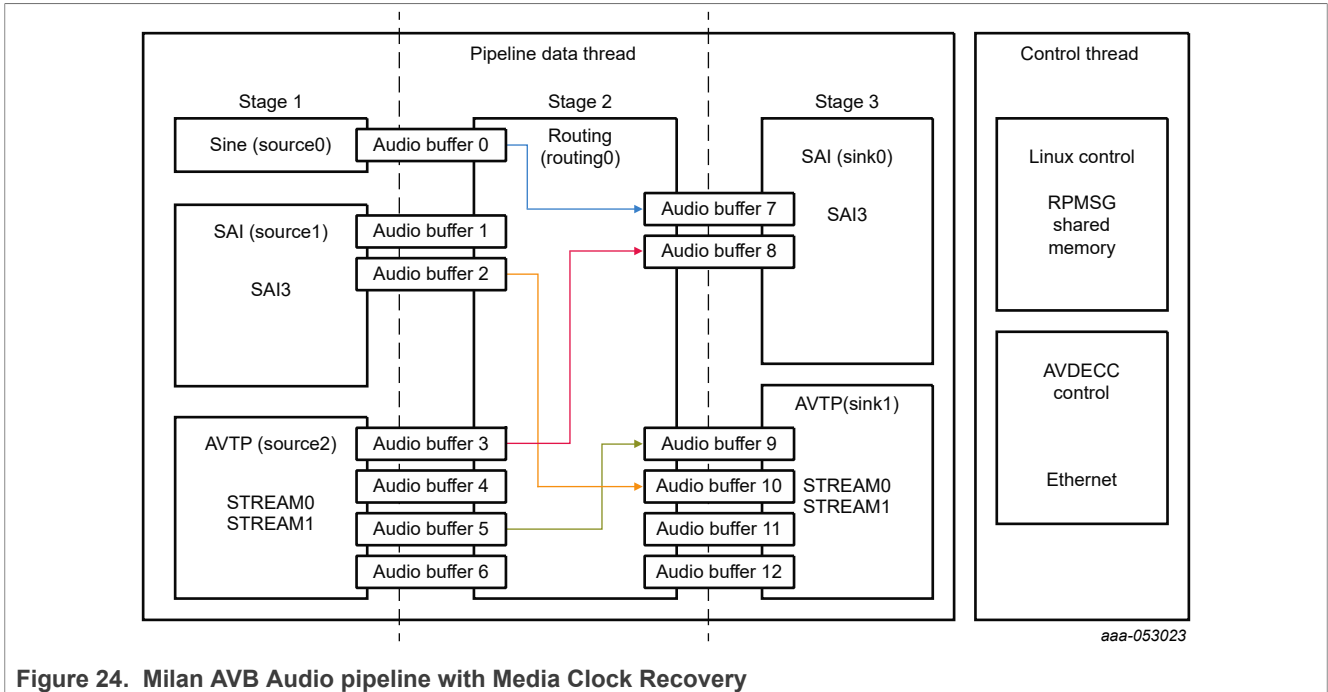 Pipeline data thread
Control thread
Stage 1
Stage 2
Stage 3
Sine (source0)
Audio buffer 0
Routing
(routing0)
SAI (sink0)
SAI3
Audio buffer 7
Audio buffer 8
SAI (source1)
SAI3
Audio buffer 1
Audio buffer 2
AVTP (source2)
STREAM0
STREAM1
Audio buffer 3
Audio buffer 4
Audio buffer 5
Audio buffer 6
AVTP(sink1)
Audio buffer 9
Audio buffer 10
Audio buffer 11
Audio buffer 12
STREAM0
STREAM1
Linux control
RPMSG
shared
memory
AVDECC
control
Ethernet
aaa-053023
Figure 24. Milan AVB Audio pipeline with Media Clock Recovery